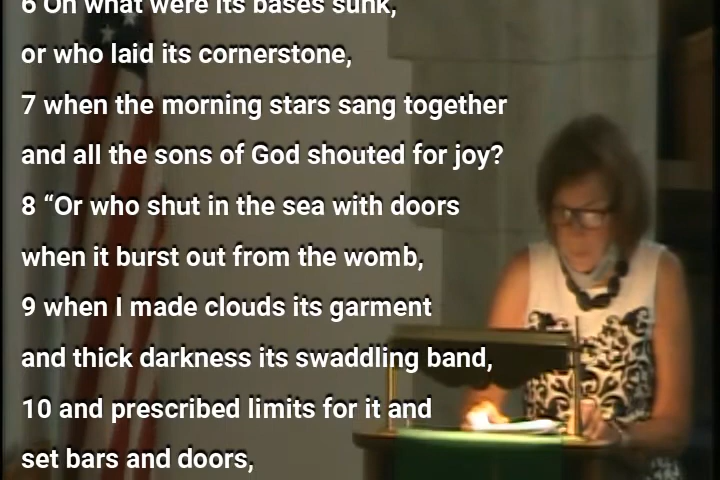 6 On what were its bases sunk,
or who laid its cornerstone,
7 when the morning stars sang together
and all the sons of God shouted for joy?
8 “Or who shut in the sea with doors
when it burst out from the womb,
9 when I made clouds its garment
and thick darkness its swaddling band,
10 and prescribed limits for it and
set bars and doors,